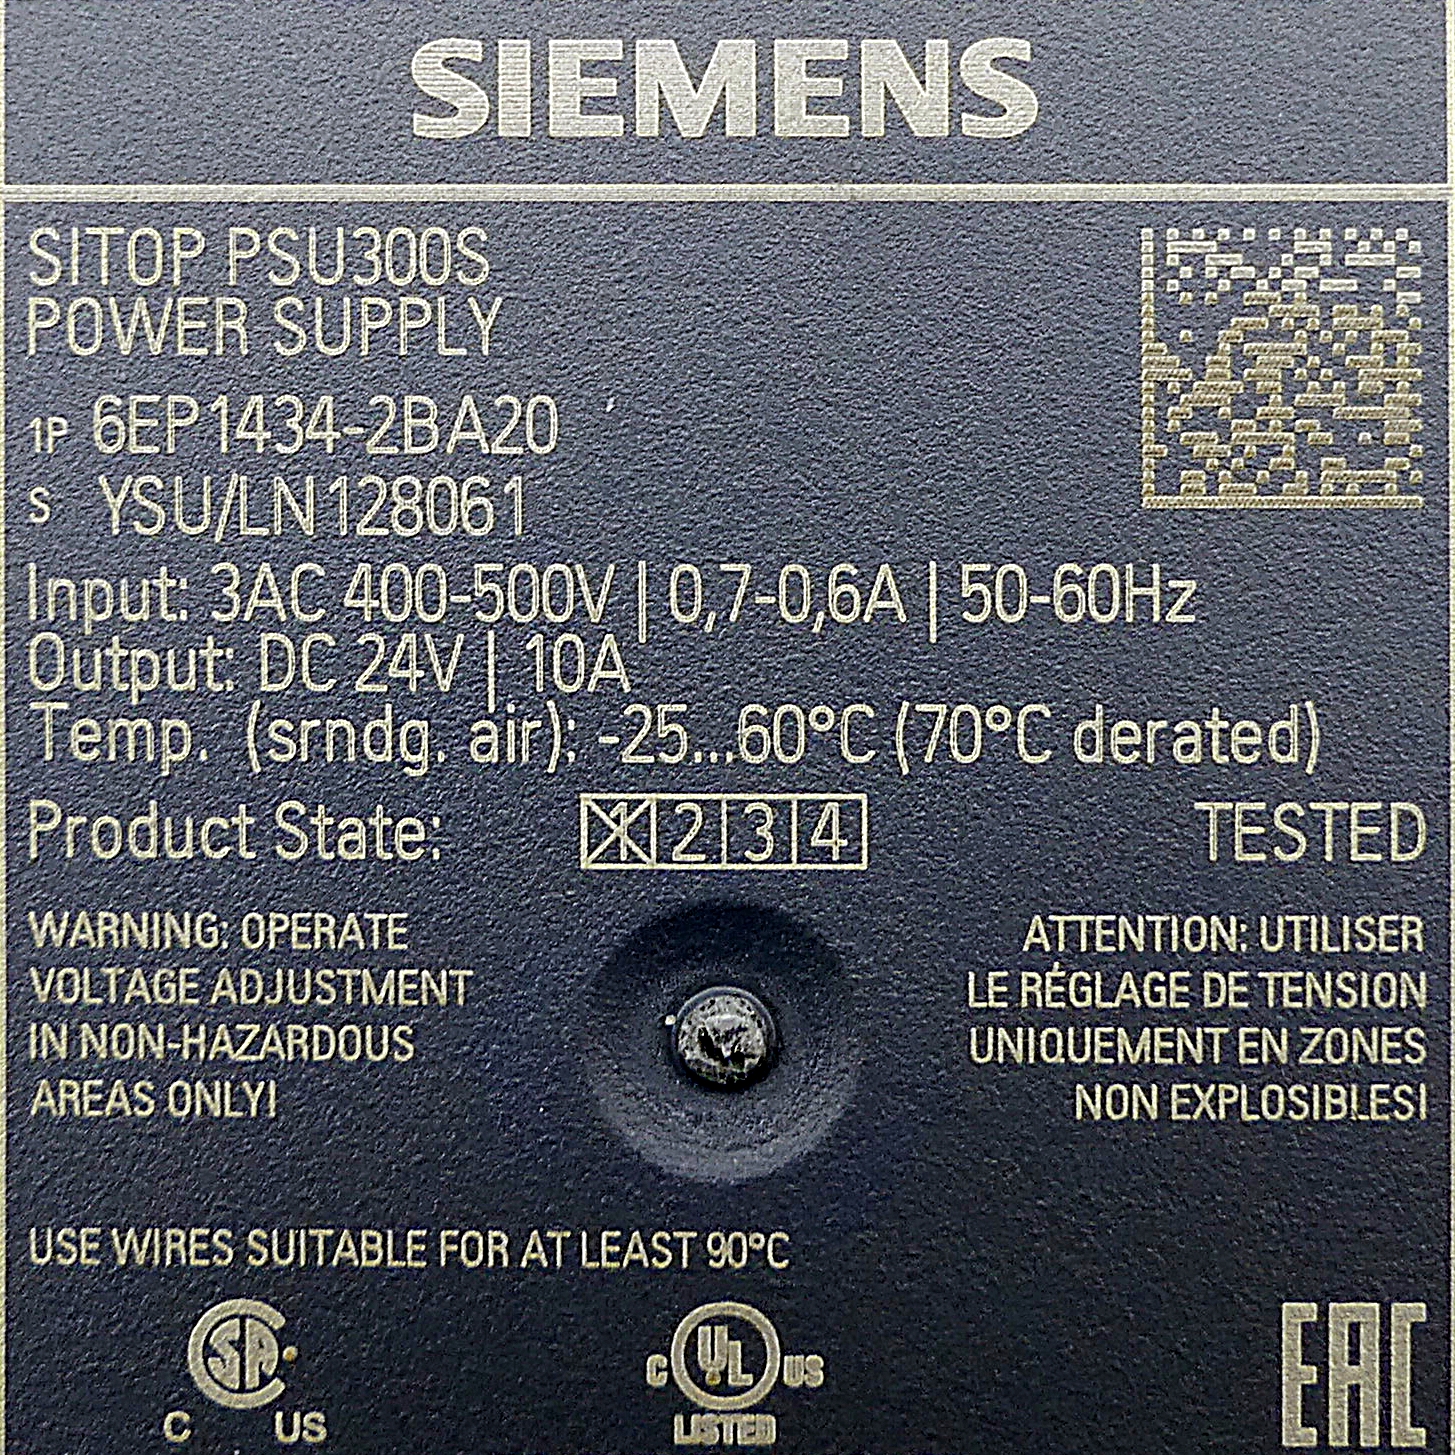 SIEMENS
SITOP PSU300S
POWER SUPPLY
1P 6EP1434-2BA20
S YSU/LN128061
Input: 3AC 400-500V | 0,7-0,6A | 50-60Hz
Output: DC 24V | 10A
Temp. (srndg. air): -25...60°C (70°C derated)
Product State: 1 2 3 4 TESTED
WARNING: OPERATE
VOLTAGE ADJUSTMENT
IN NON-HAZARDOUS
AREAS ONLY!
ATTENTION: UTILISER
LE RÉGLAGE DE TENSION
UNIQUEMENT EN ZONES
NON EXPLOSIBLES!
USE WIRES SUITABLE FOR AT LEAST 90°C
SA
C US
C UL US
LISTED
EAC